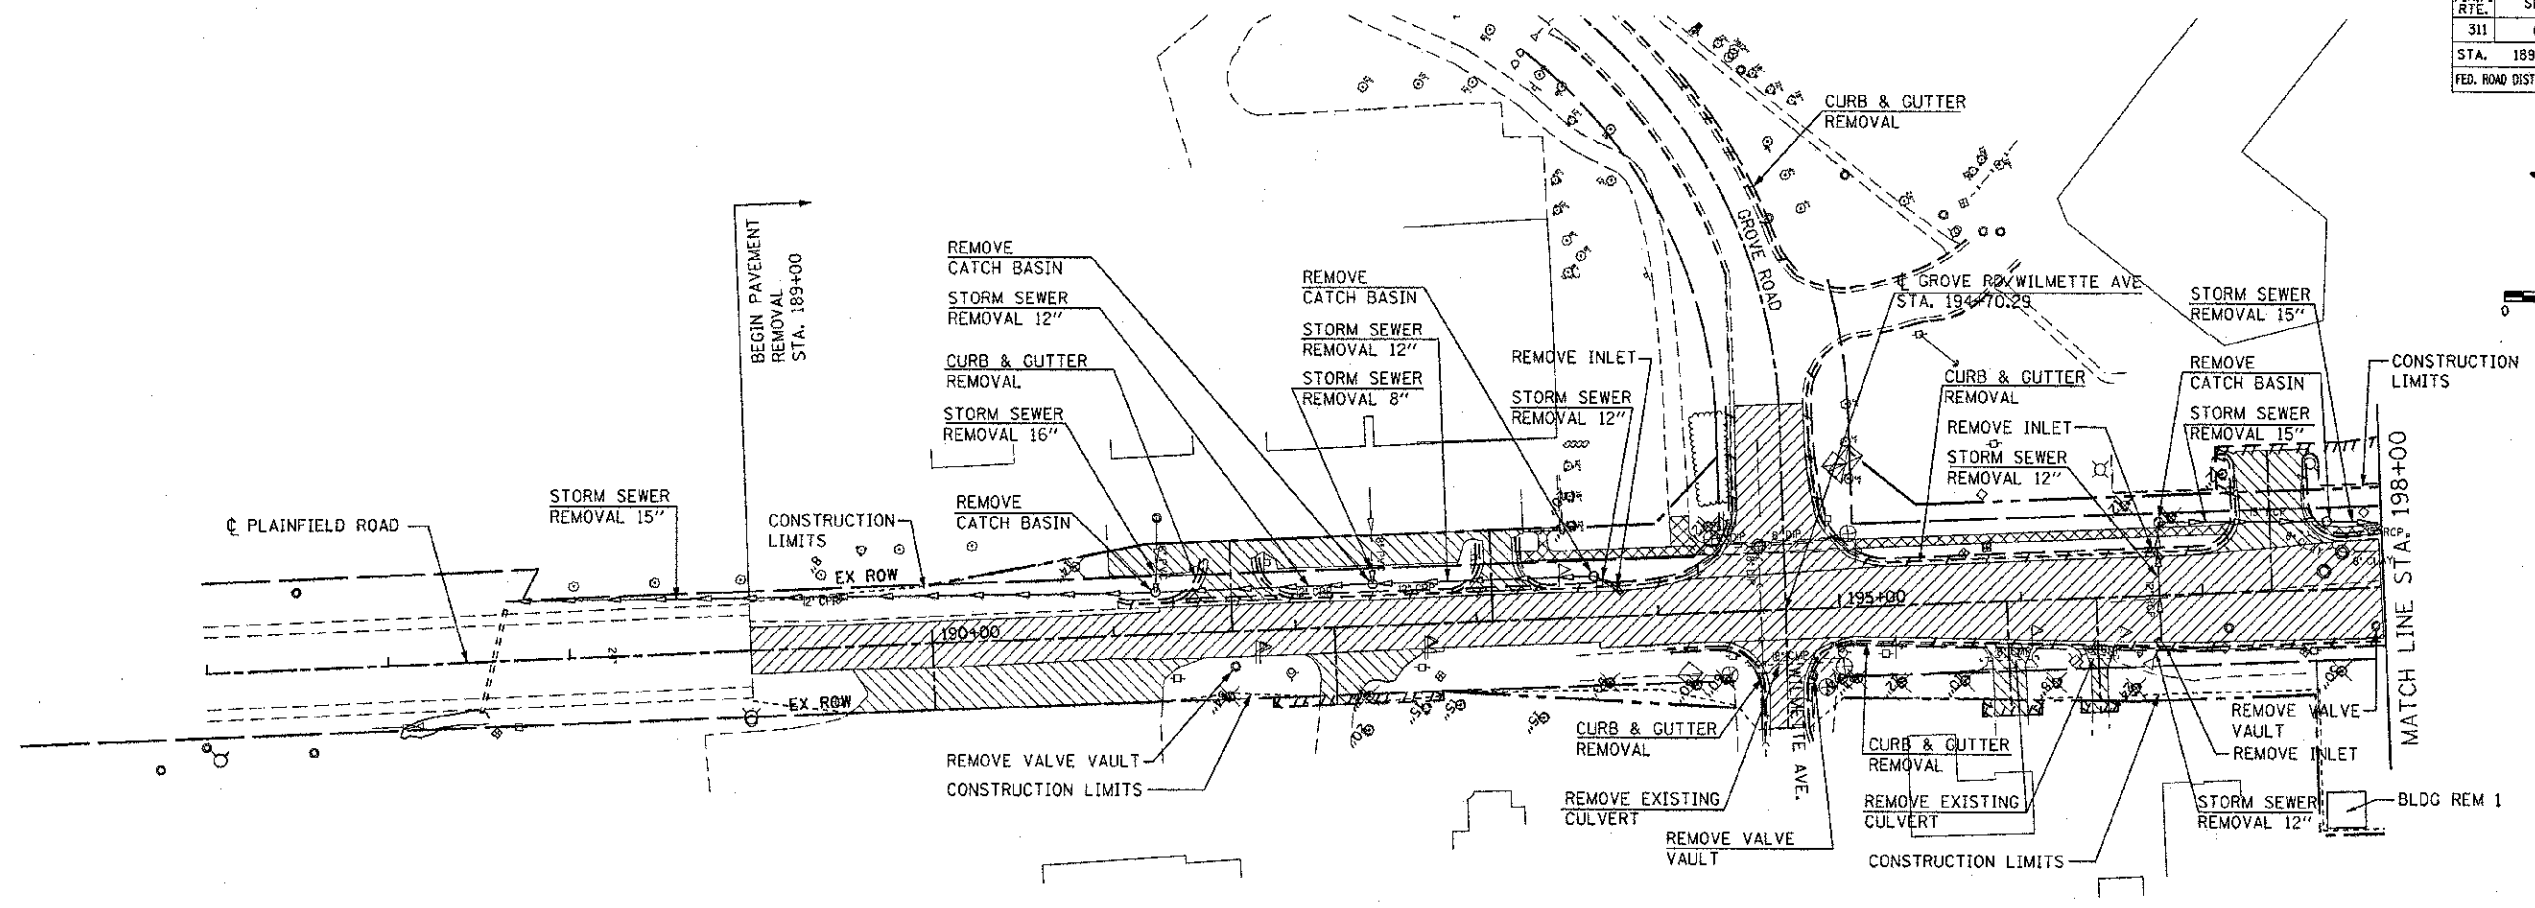 RTE.
311
STA. 189
FED. ROAD DIST
CURB & GUTTER
REMOVAL
GROVE ROAD
BEGIN PAVEMENT
REMOVAL
STA. 189+00
REMOVE
CATCH BASIN
STORM SEWER
REMOVAL 12"
CURB & GUTTER
REMOVAL
STORM SEWER
REMOVAL 16"
REMOVE
CATCH BASIN
REMOVE
CATCH BASIN
STORM SEWER
REMOVAL 12"
STORM SEWER
REMOVAL 8"
REMOVE INLET
STORM SEWER
REMOVAL 12"
℄ GROVE RD/WILMETTE AVE
STA. 194+70.29
CURB & GUTTER
REMOVAL
REMOVE INLET
STORM SEWER
REMOVAL 12"
STORM SEWER
REMOVAL 15"
REMOVE
CATCH BASIN
STORM SEWER
REMOVAL 15"
CONSTRUCTION
LIMITS
0
MATCH LINE STA. 198+00
STORM SEWER
REMOVAL 15"
℄ PLAINFIELD ROAD
CONSTRUCTION
LIMITS
EX ROW
12" CMP
190+00
195+00
EX ROW
WILMETTE AVE.
REMOVE VALVE VAULT
CONSTRUCTION LIMITS
CURB & GUTTER
REMOVAL
REMOVE EXISTING
CULVERT
REMOVE VALVE
VAULT
CURB & GUTTER
REMOVAL
REMOVE EXISTING
CULVERT
CONSTRUCTION LIMITS
REMOVE VALVE
VAULT
REMOVE INLET
STORM SEWER
REMOVAL 12"
BLDG REM 1